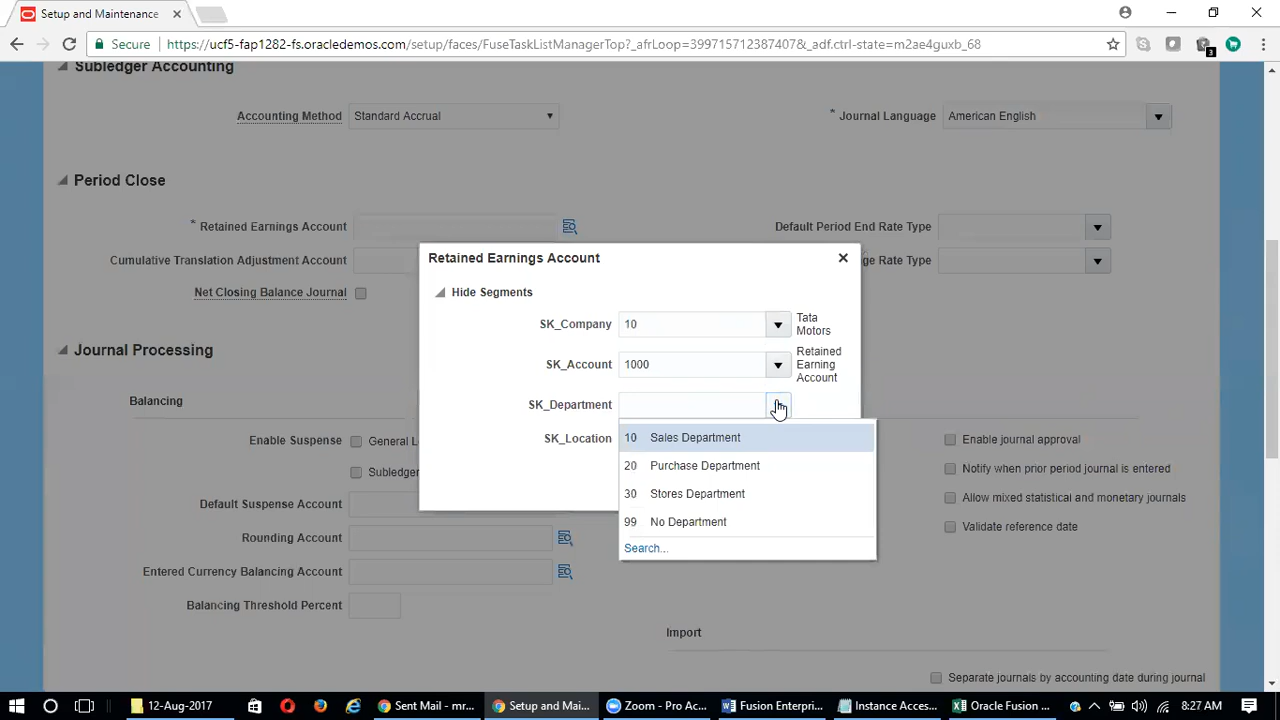 Setup and Maintenance
Secure
https://ucf5-fap1282-fs.oracledemos.com/setup/faces/FuseTaskListManagerTop?_afrLoop=399715712387407&_adf.ctrl-state=m2ae4guxb_68
3
Subledger Accounting
Accounting Method
Standard Accrual
* Journal Language
American English
Period Close
* Retained Earnings Account
Default Period End Rate Type
Cumulative Translation Adjustment Account
ge Rate Type
Net Closing Balance Journal
Retained Earnings Account
Hide Segments
SK_Company
10
Tata
Motors
SK_Account
1000
Retained
Earning
Account
SK_Department
SK_Location
10 Sales Department
20 Purchase Department
30 Stores Department
99 No Department
Search...
Journal Processing
Balancing
Enable Suspense
General L
Subledger
Default Suspense Account
Rounding Account
Entered Currency Balancing Account
Balancing Threshold Percent
Enable journal approval
Notify when prior period journal is entered
Allow mixed statistical and monetary journals
Validate reference date
Import
Separate journals by accounting date during journal
12-Aug-2017
Sent Mail - mr...
Setup and Mai...
Zoom - Pro Ac...
Fusion Enterpri...
Instance Acces...
Oracle Fusion ...
8:27 AM